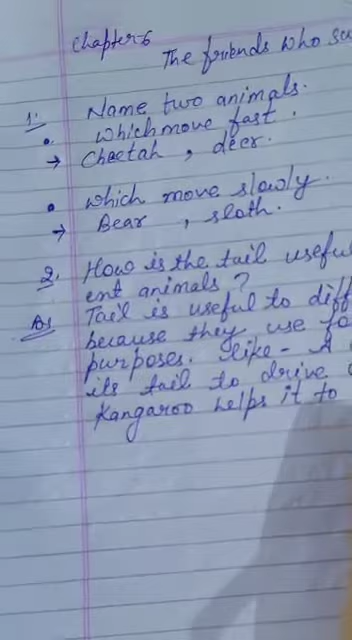 Chapter 6
The friends who
1: Name two animals.
• which move fast.
→ Cheetah, deer.
• which move slowly.
→ Bear, sloth.
2. How is the tail useful
ent animals?
Ans Tail is useful to diff
because they use fo
purposes. like - A
its tail to drive
Kangaroo helps it to